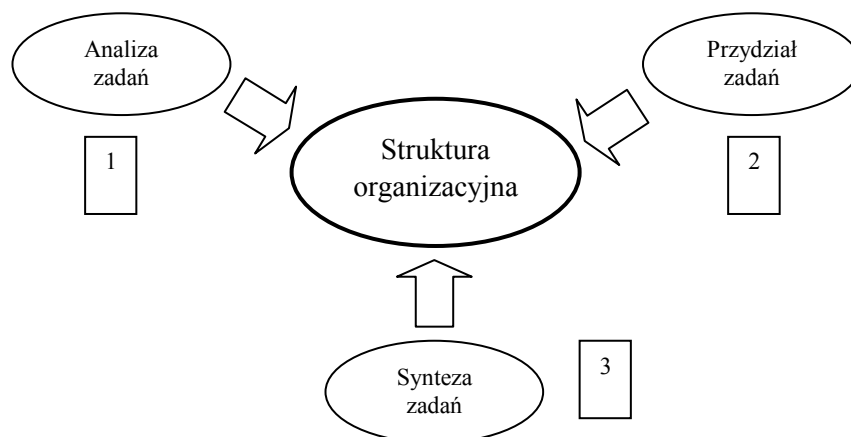 Analiza
zadań
1
Przydział
zadań
2
Struktura
organizacyjna
Synteza
zadań
3